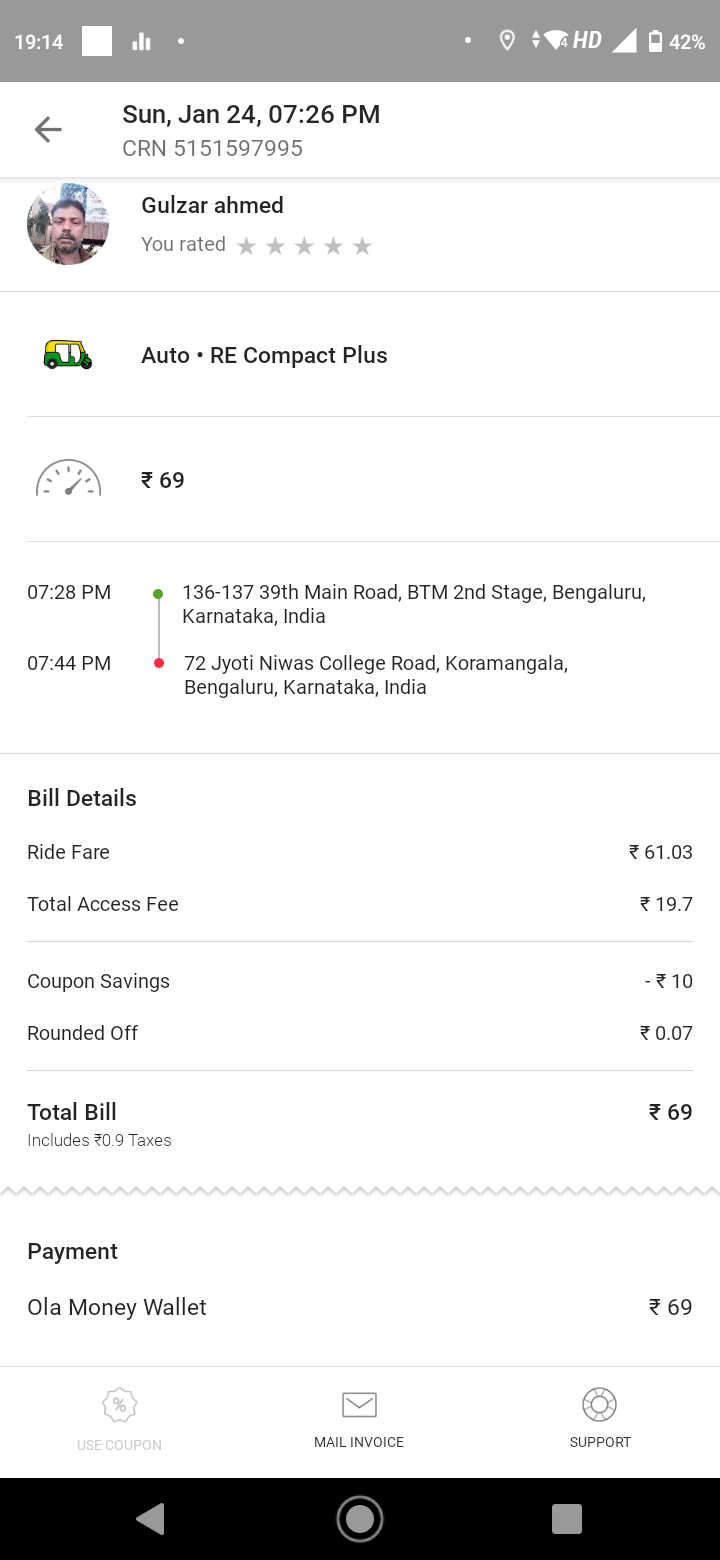 19:14
4 HD 42%
Sun, Jan 24, 07:26 PM
CRN 5151597995
Gulzar ahmed
You rated
Auto • RE Compact Plus
₹ 69
07:28 PM 136-137 39th Main Road, BTM 2nd Stage, Bengaluru,
Karnataka, India
07:44 PM 72 Jyoti Niwas College Road, Koramangala,
Bengaluru, Karnataka, India
Bill Details
Ride Fare ₹ 61.03
Total Access Fee ₹ 19.7
Coupon Savings - ₹ 10
Rounded Off ₹ 0.07
Total Bill ₹ 69
Includes ₹0.9 Taxes
Payment
Ola Money Wallet ₹ 69
%
USE COUPON MAIL INVOICE SUPPORT